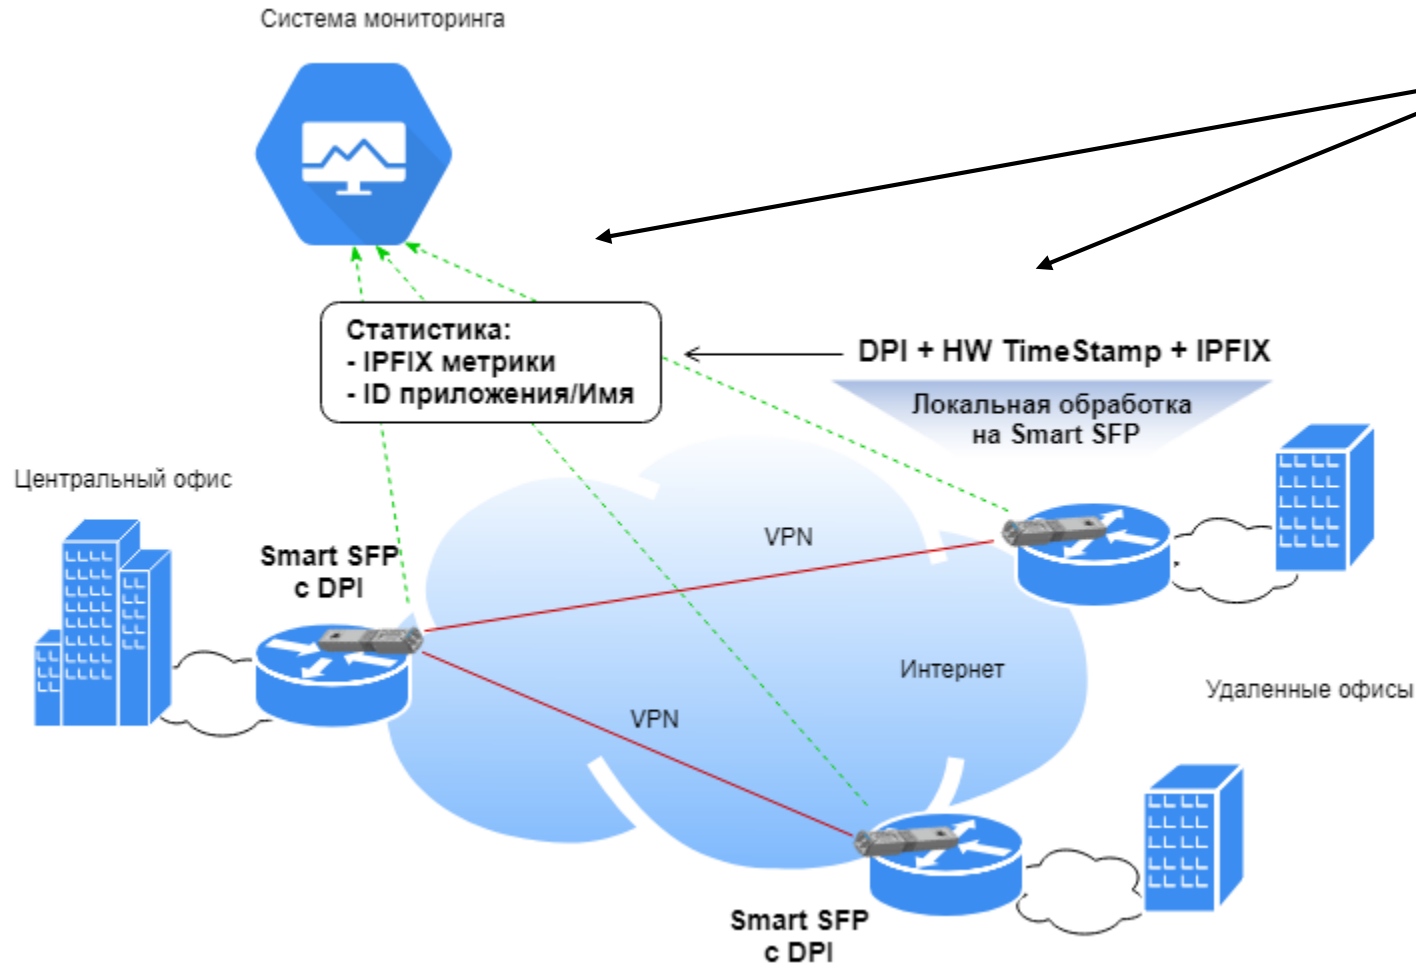 Система мониторинга
Статистика:
- IPFIX метрики
- ID приложения/Имя
DPI + HW TimeStamp + IPFIX
Локальная обработка
на Smart SFP
Центральный офис
Smart SFP
с DPI
VPN
Интернет
VPN
Удаленные офисы
Smart SFP
с DPI